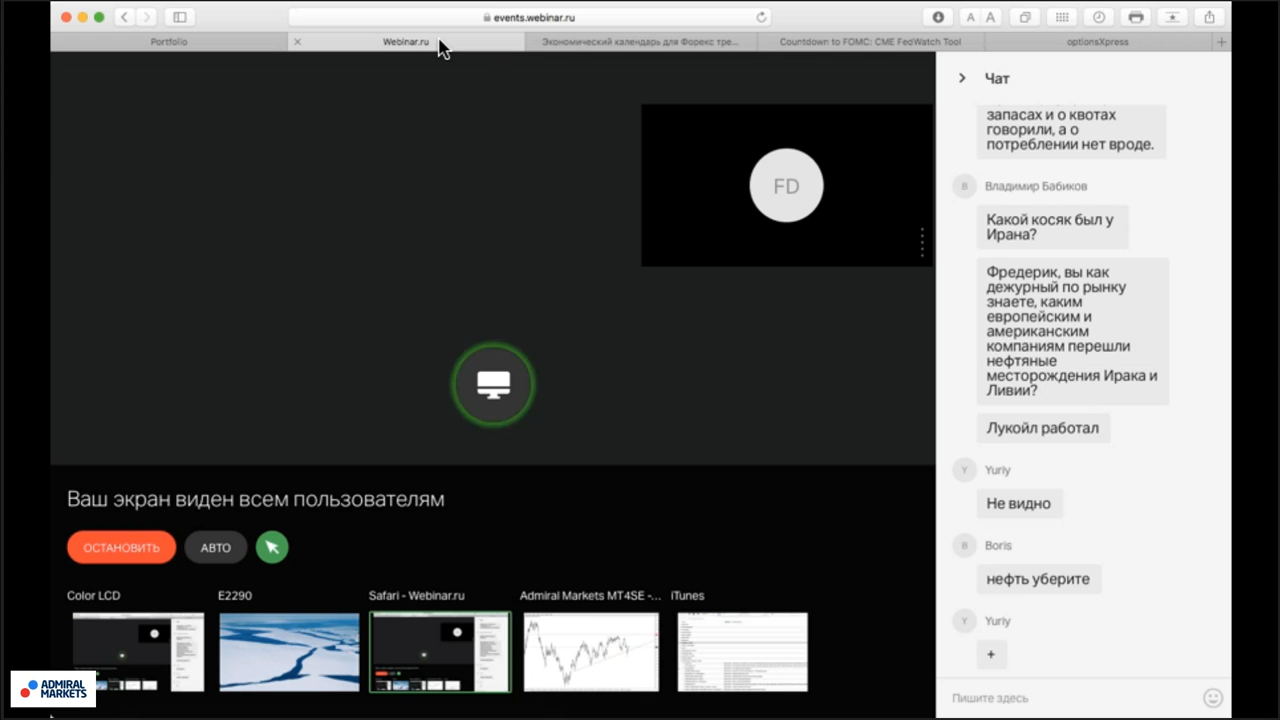 events.webinar.ru
A A
Portfolio
Webinar.ru
Экономический календарь для Форекс тре...
Countdown to FOMC: CME FedWatch Tool
optionsXpress
Чат
запасах и о квотах
говорили, а о
потреблении нет вроде.
В
Владимир Бабиков
Какой косяк был у
Ирана?
Фредерик, вы как
дежурный по рынку
знаете, каким
европейским и
американским
компаниям перешли
нефтяные
месторождения Ирака и
Ливии?
Лукойл работал
Y
Yuriy
Не видно
B
Boris
нефть уберите
Y
Yuriy
+
Пишите здесь
FD
Ваш экран виден всем пользователям
ОСТАНОВИТЬ
АВТО
Color LCD
E2290
Safari - Webinar.ru
Admiral Markets MT4SE -...
iTunes
ADMIRAL
MARKETS